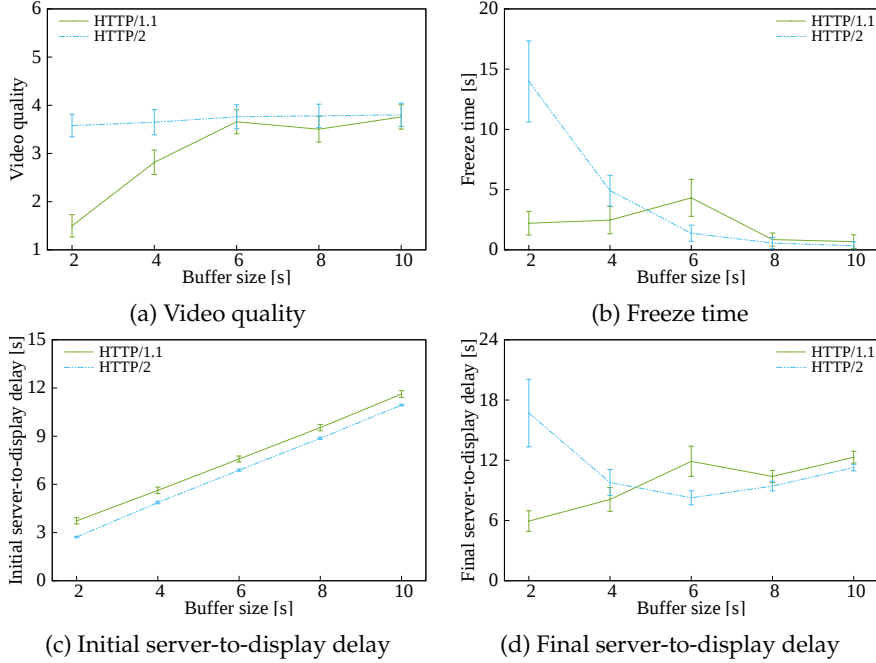 6
5
4
3
2
1
Video quality
HTTP/1.1
HTTP/2
2 4 6 8 10
Buffer size [s]
(a) Video quality
20
15
10
5
0
Freeze time [s]
HTTP/1.1
HTTP/2
2 4 6 8 10
Buffer size [s]
(b) Freeze time
15
12
9
6
3
0
Initial server-to-display delay [s]
HTTP/1.1
HTTP/2
2 4 6 8 10
Buffer size [s]
(c) Initial server-to-display delay
24
18
12
6
0
Final server-to-display delay [s]
HTTP/1.1
HTTP/2
2 4 6 8 10
Buffer size [s]
(d) Final server-to-display delay